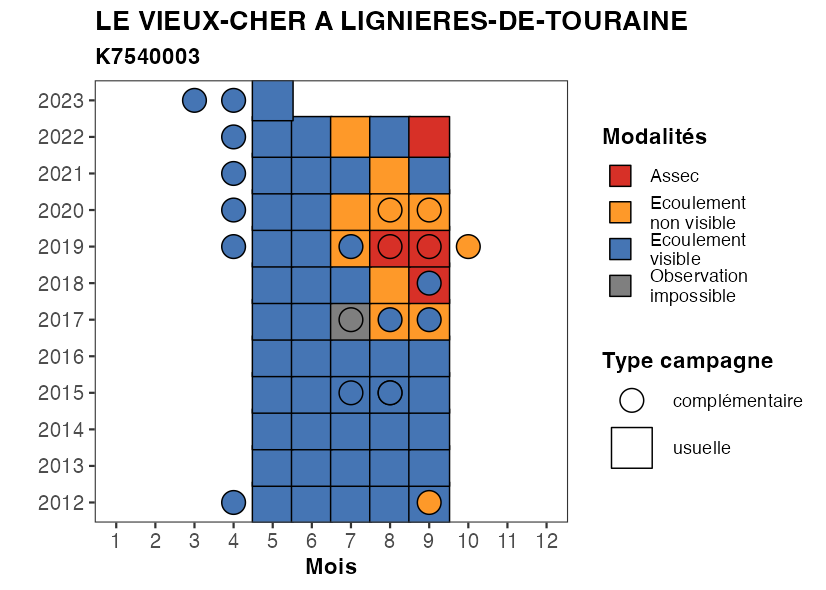 LE VIEUX-CHER A LIGNIERES-DE-TOURAINE
K7540003
2023
2022
2021
2020
2019
2018
2017
2016
2015
2014
2013
2012
1 2 3 4 5 6 7 8 9 10 11 12
Mois
Modalités
Assec
Ecoulement
non visible
Ecoulement
visible
Observation
impossible
Type campagne
complémentaire
usuelle